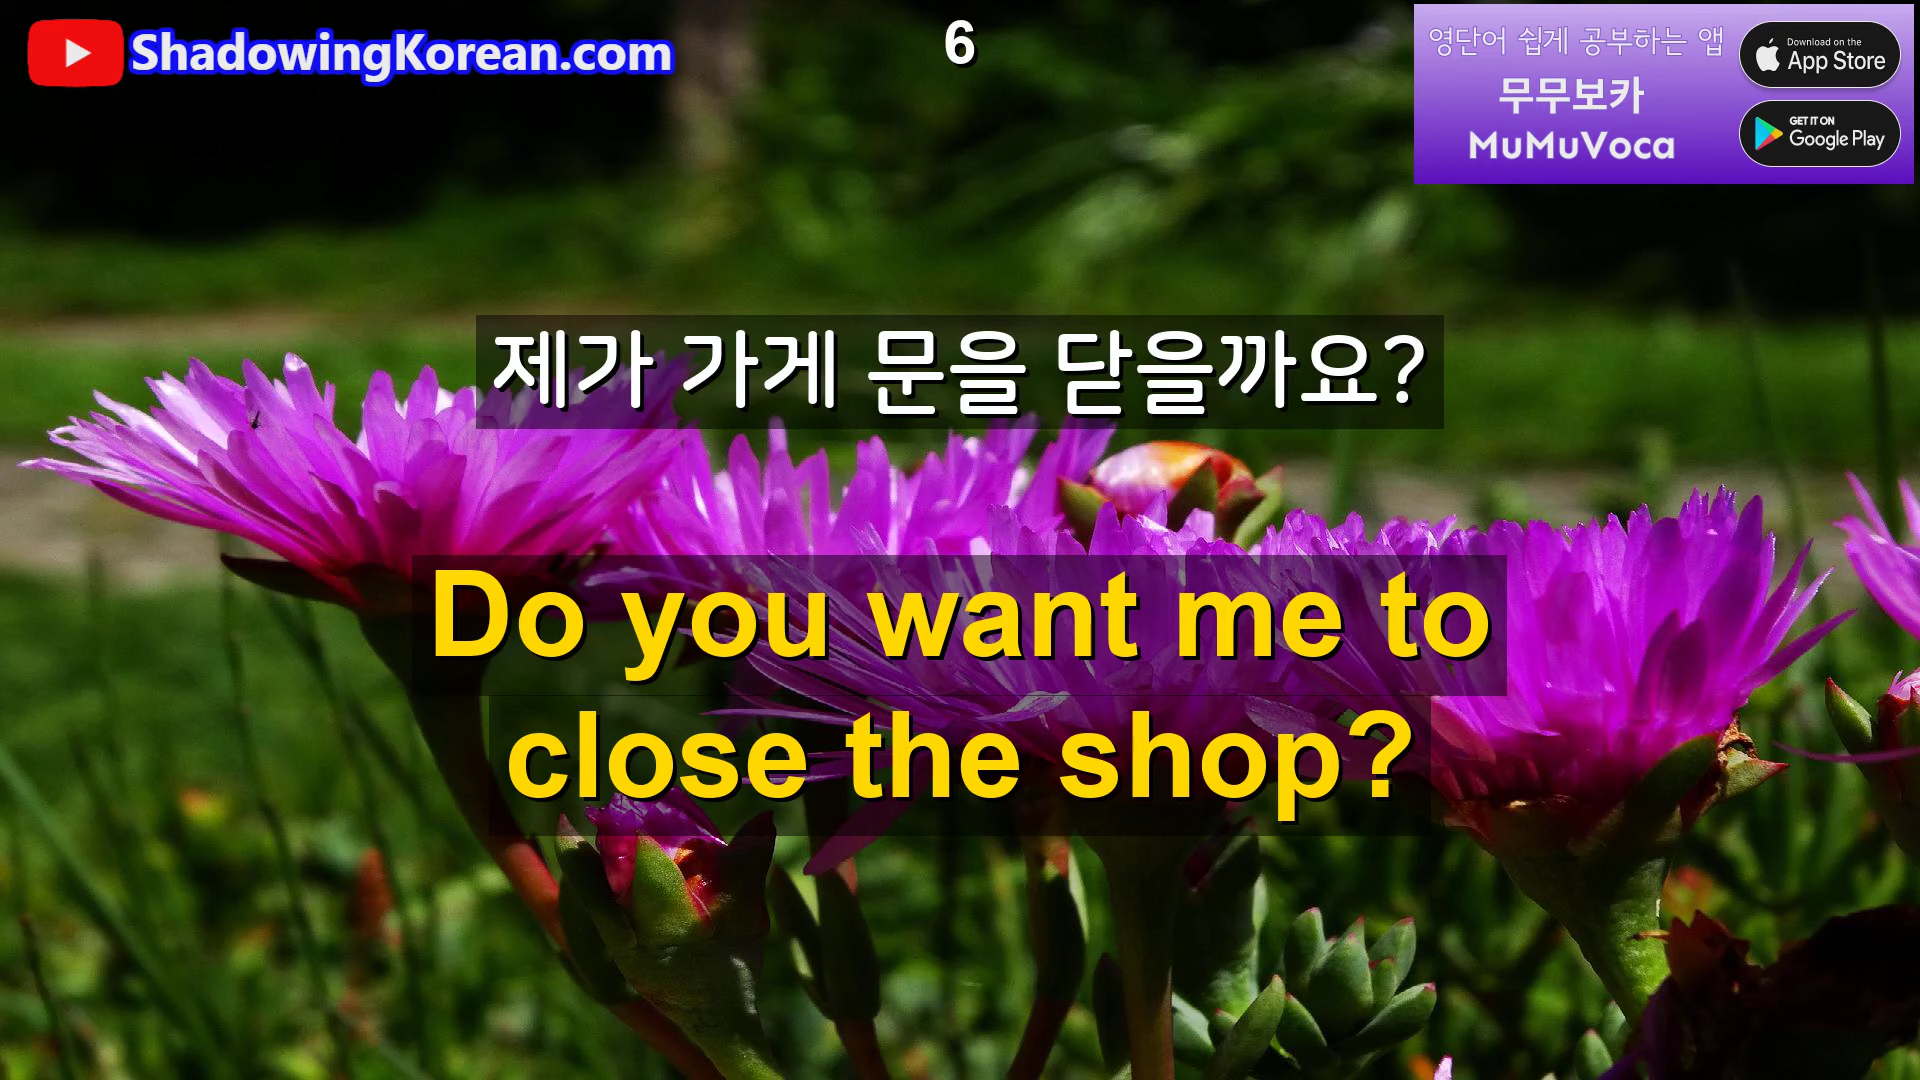 ShadowingKorean.com
6
영단어 쉽게 공부하는 앱
무무보카
MuMuVoca
Download on the
App Store
GET IT ON
Google Play
제가 가게 문을 닫을까요?
Do you want me to
close the shop?